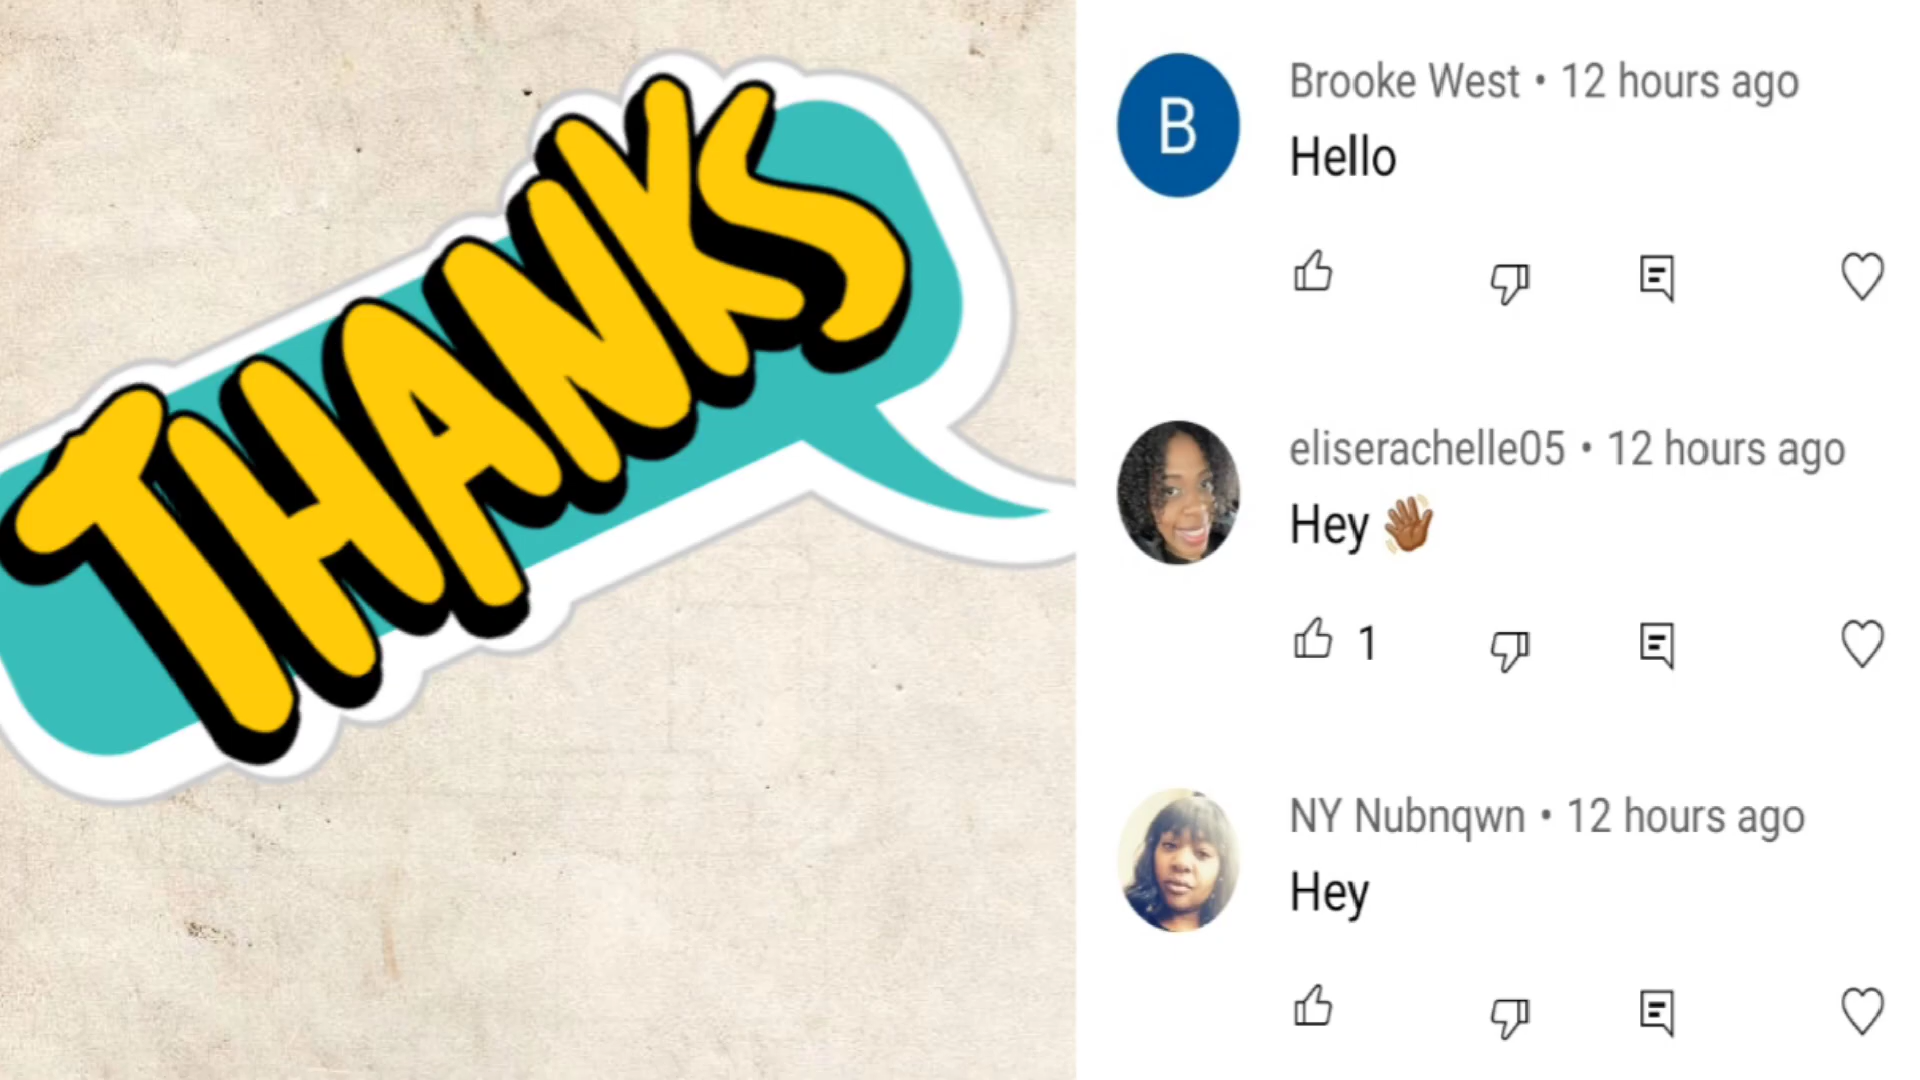 THANKS
B
Brooke West • 12 hours ago
Hello
eliserachelle05 • 12 hours ago
Hey 👋🏾
1
NY Nubnqwn • 12 hours ago
Hey